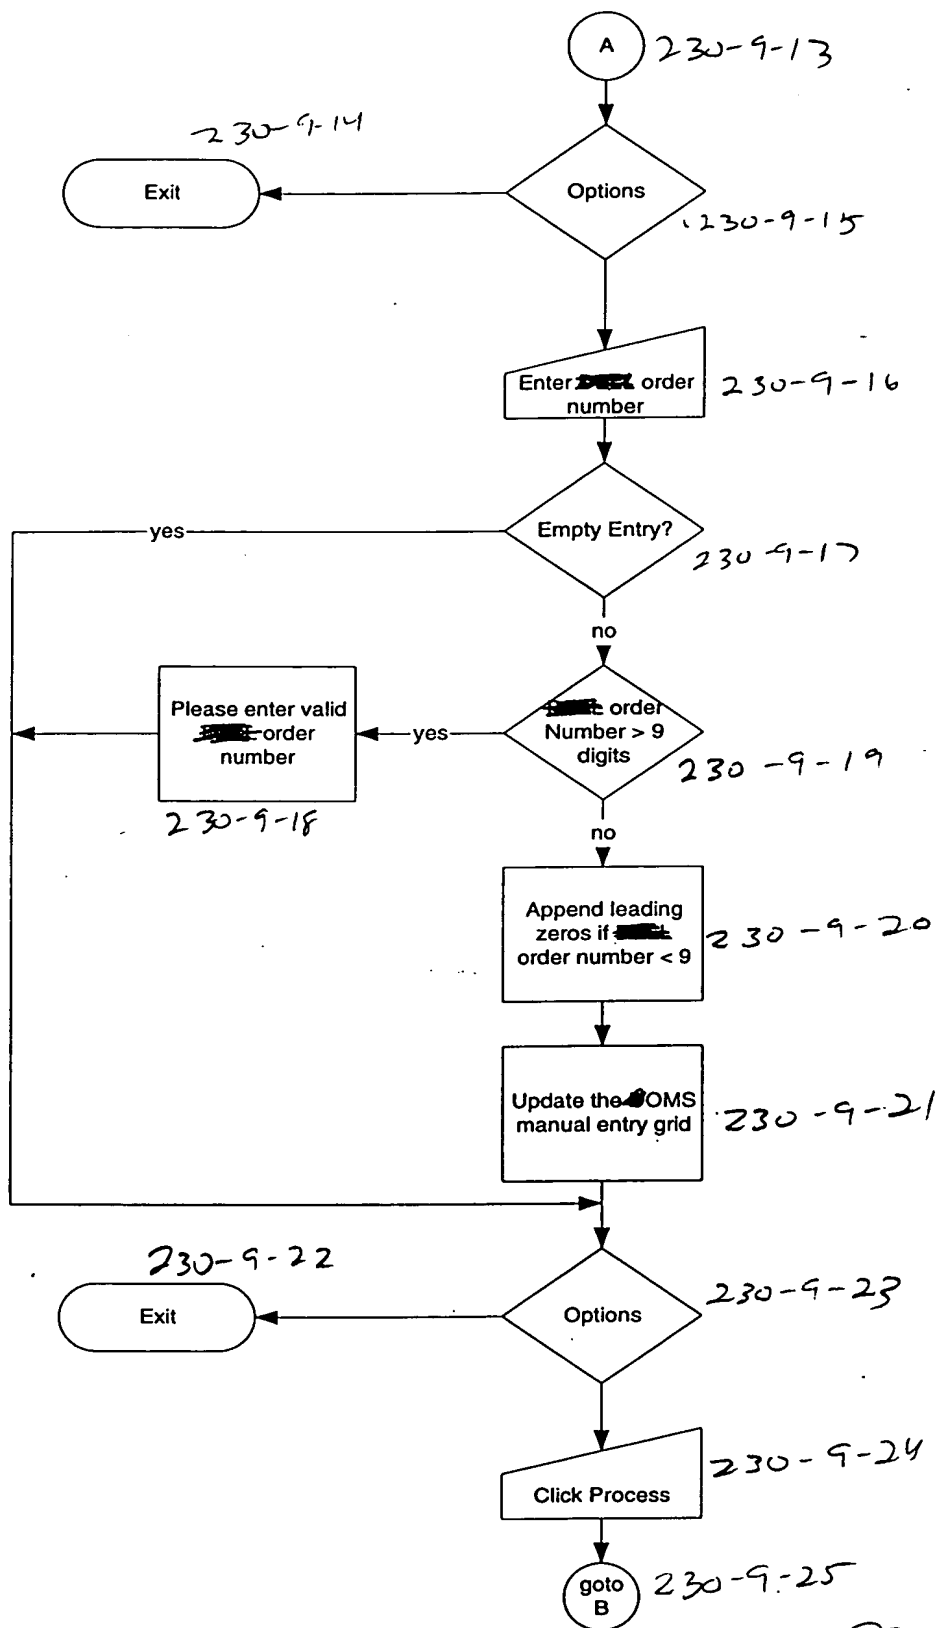 A
230-9-13
230-9-14
Exit
Options
230-9-15
Enter order
number
230-9-16
yes
Empty Entry?
230-9-17
no
Please enter valid
order
number
230-9-18
yes
order
Number > 9
digits
230-9-19
no
Append leading
zeros if
order number < 9
230-9-20
Update the OMS
manual entry grid
230-9-21
230-9-22
Exit
Options
230-9-23
Click Process
230-9-24
goto
B
230-9-25